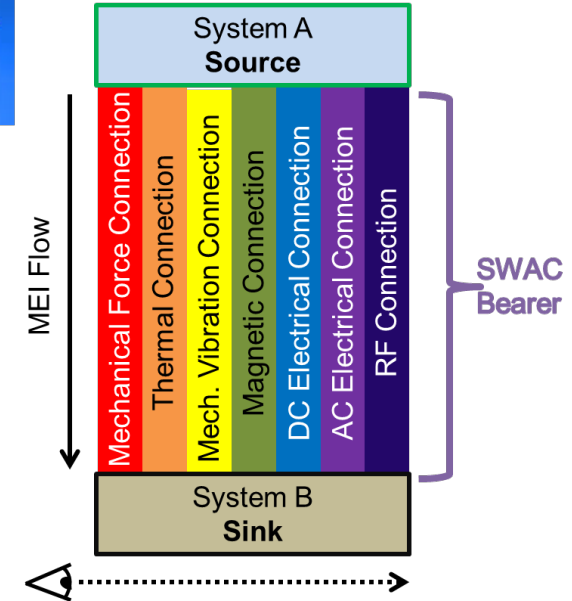 System A
Source
MEI Flow
Mechanical Force Connection
Thermal Connection
Mech. Vibration Connection
Magnetic Connection
DC Electrical Connection
AC Electrical Connection
RF Connection
SWAC
Bearer
System B
Sink